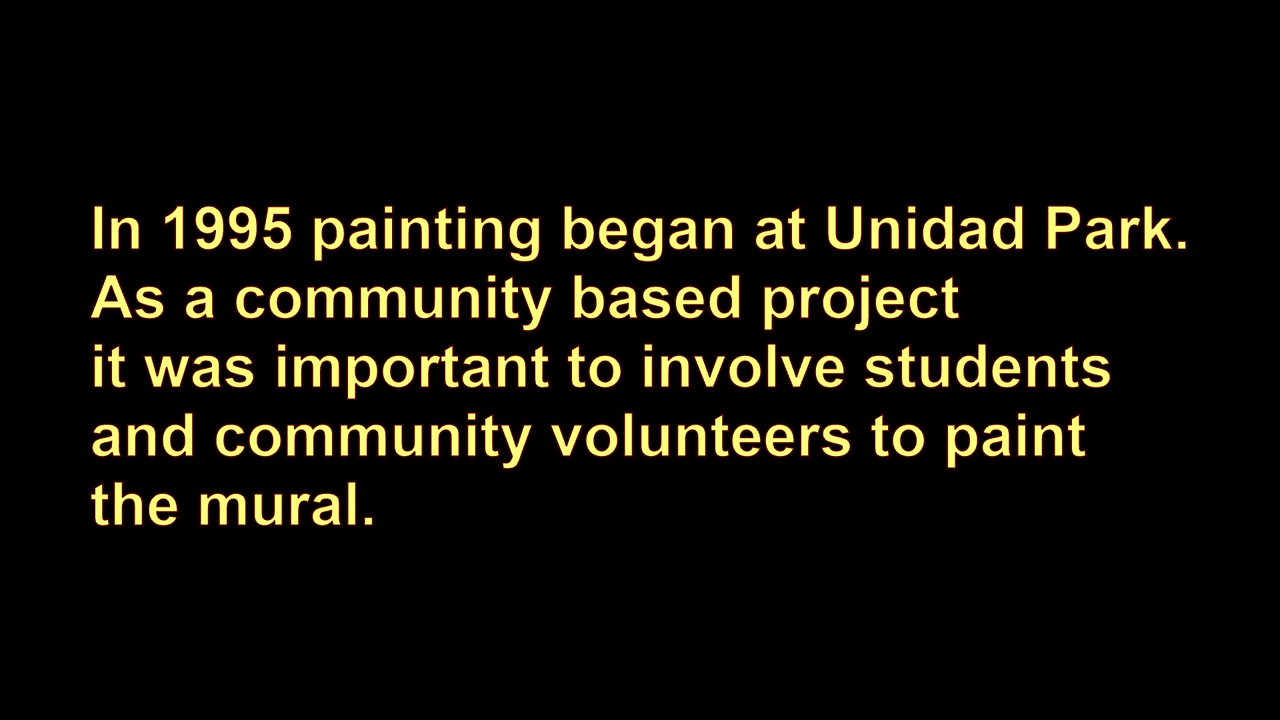 In 1995 painting began at Unidad Park.
As a community based project
it was important to involve students
and community volunteers to paint
the mural.